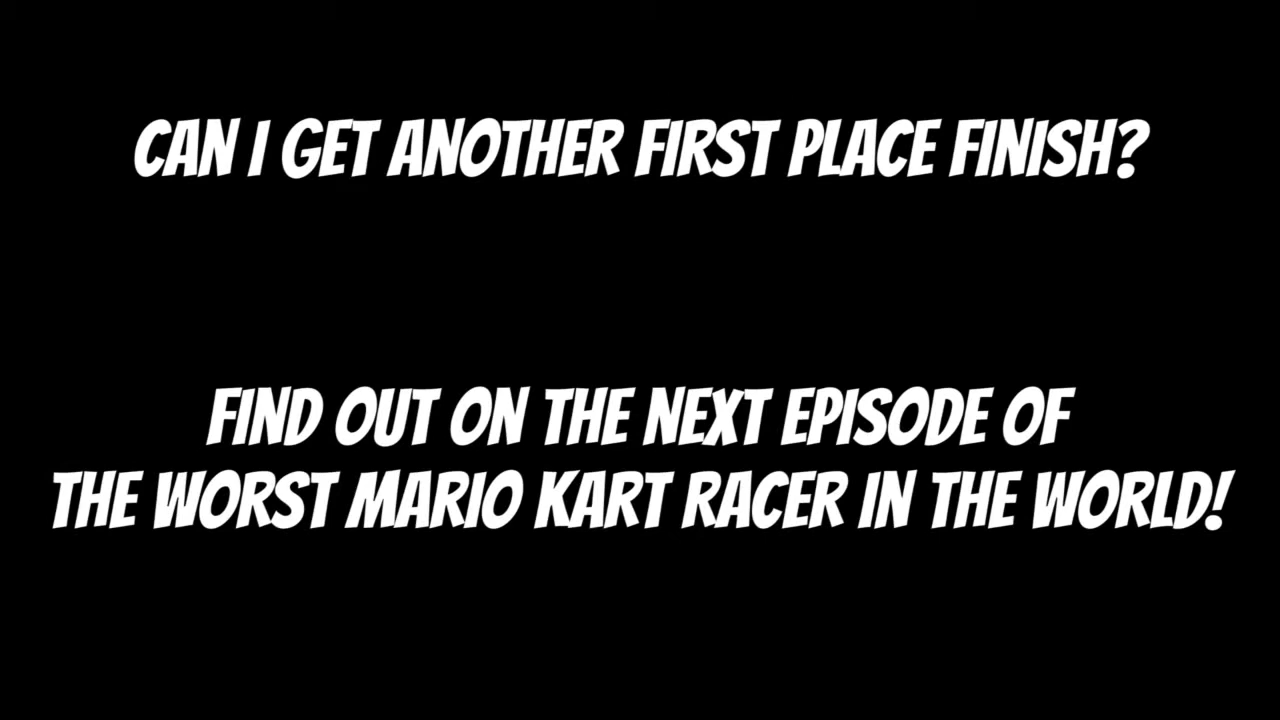 CAN I GET ANOTHER FIRST PLACE FINISH?
FIND OUT ON THE NEXT EPISODE OF
THE WORST MARIO KART RACER IN THE WORLD!